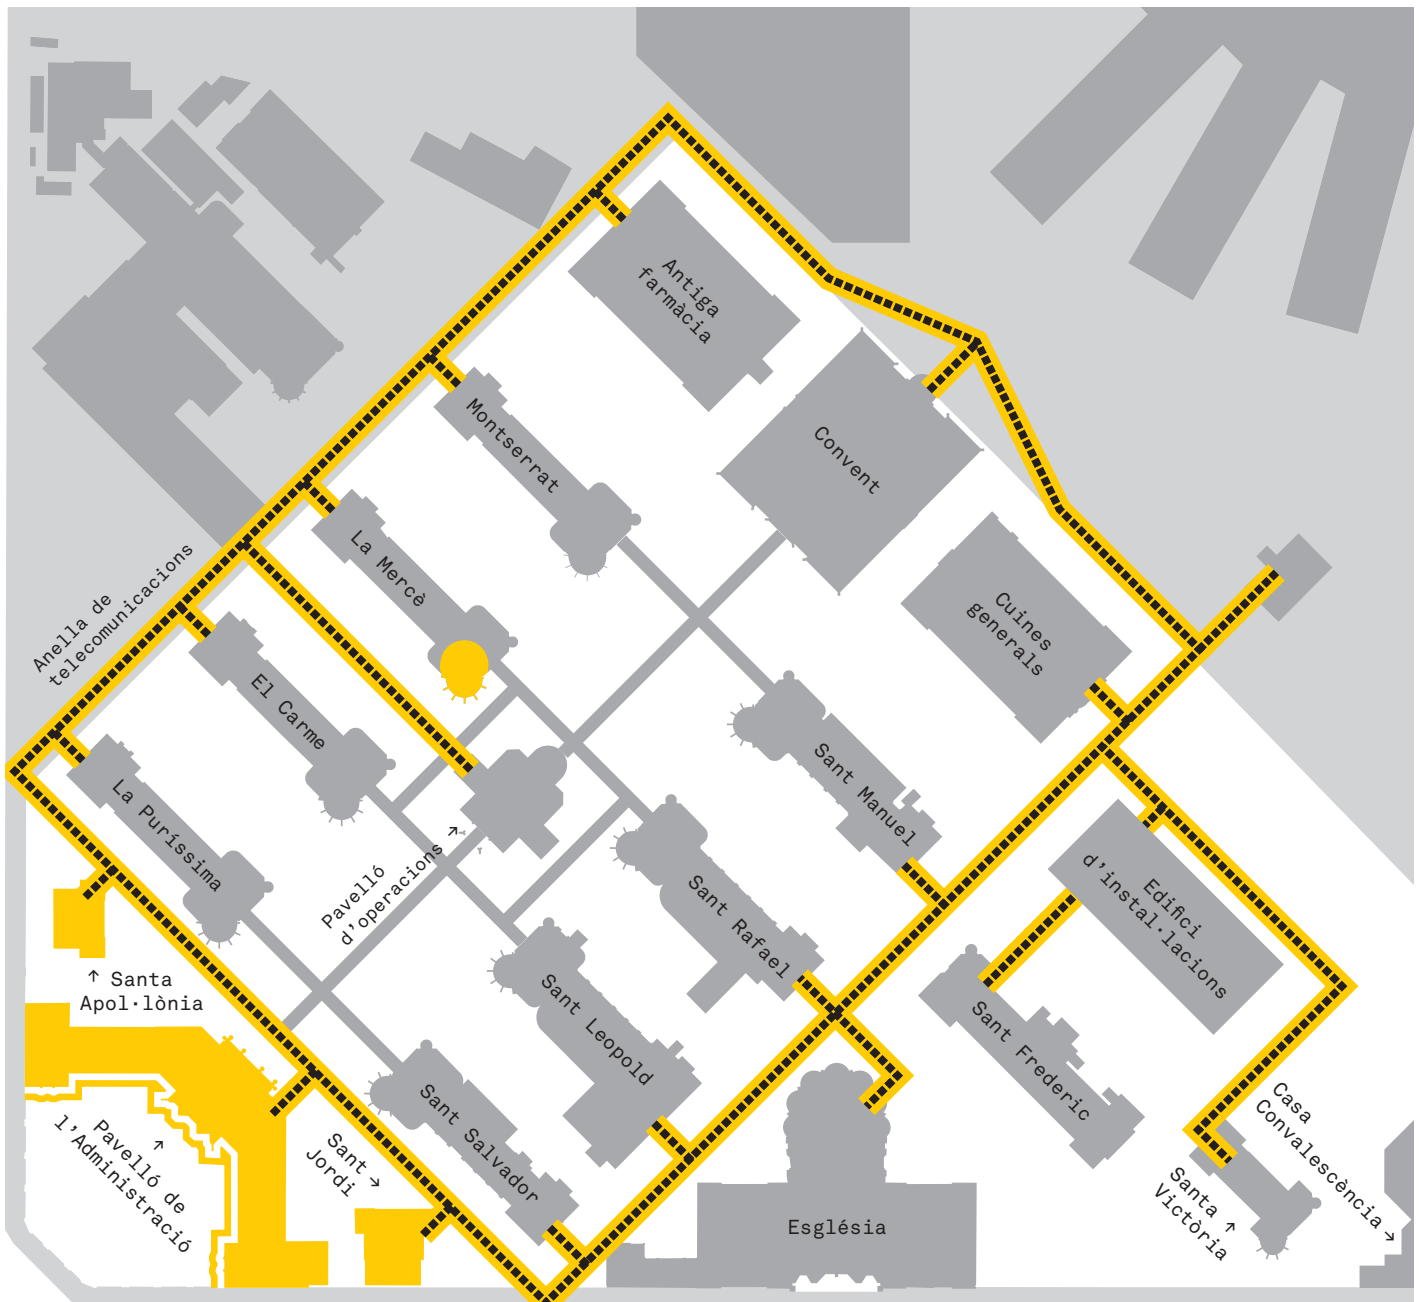 Antiga
farmàcia
Montserrat
Convent
La Mercè
Anella de
telecomunicacions
Cuines
generals
El Carme
La Puríssima
Sant Manuel
Pavelló
d'operacions ↗
Sant Rafael
Edifici
d'instal·lacions
↑ Santa
Apol·lònia
Sant Leopold
Sant Frederic
Sant Salvador
↑
Pavelló de
l'Administració
Sant →
Jordi
Casa
Convalescència →
Santa ↑
Victòria
Església